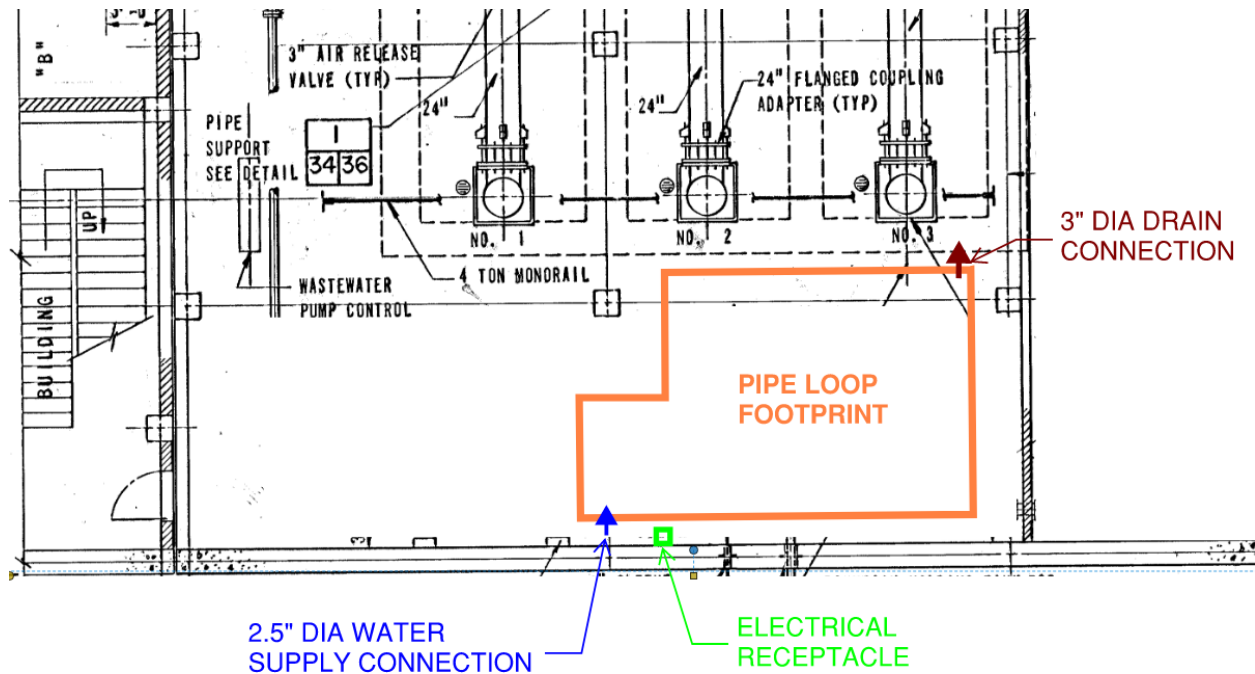 "B"
3" AIR RELEASE
VALVE (TYP)
24"
24"
24" FLANGED COUPLING
ADAPTER (TYP)
PIPE
SUPPORT
SEE DETAIL
1
34 36
UP
NO. 1
NO. 2
NO. 3
3" DIA DRAIN
CONNECTION
4 TON MONORAIL
WASTEWATER
PUMP CONTROL
BUILDING
PIPE LOOP
FOOTPRINT
2.5" DIA WATER
SUPPLY CONNECTION
ELECTRICAL
RECEPTACLE